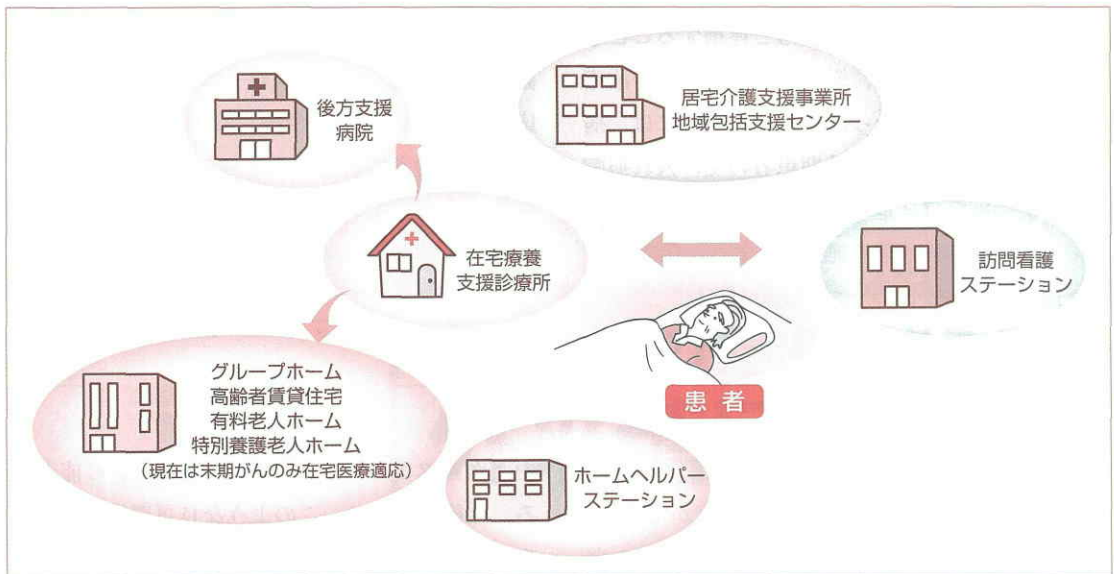 後方支援
病院
居宅介護支援事業所
地域包括支援センター
在宅療養
支援診療所
訪問看護
ステーション
患者
グループホーム
高齢者賃貸住宅
有料老人ホーム
特別養護老人ホーム
（現在は末期がんのみ在宅医療適応）
ホームヘルパー
ステーション